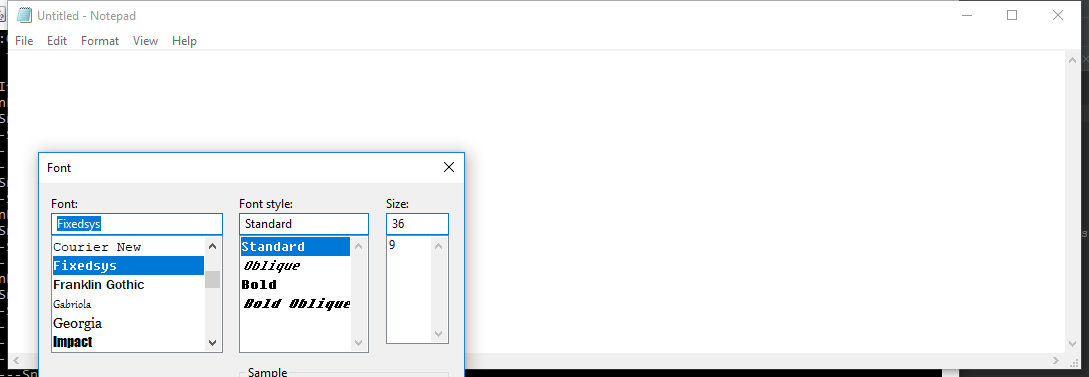 Untitled - Notepad
File Edit Format View Help
Font
Font: Font style: Size:
Fixedsys Standard 36
Courier New Standard 9
Fixedsys Oblique
Franklin Gothic Bold
Gabriola Bold Oblique
Georgia
Impact
Sample